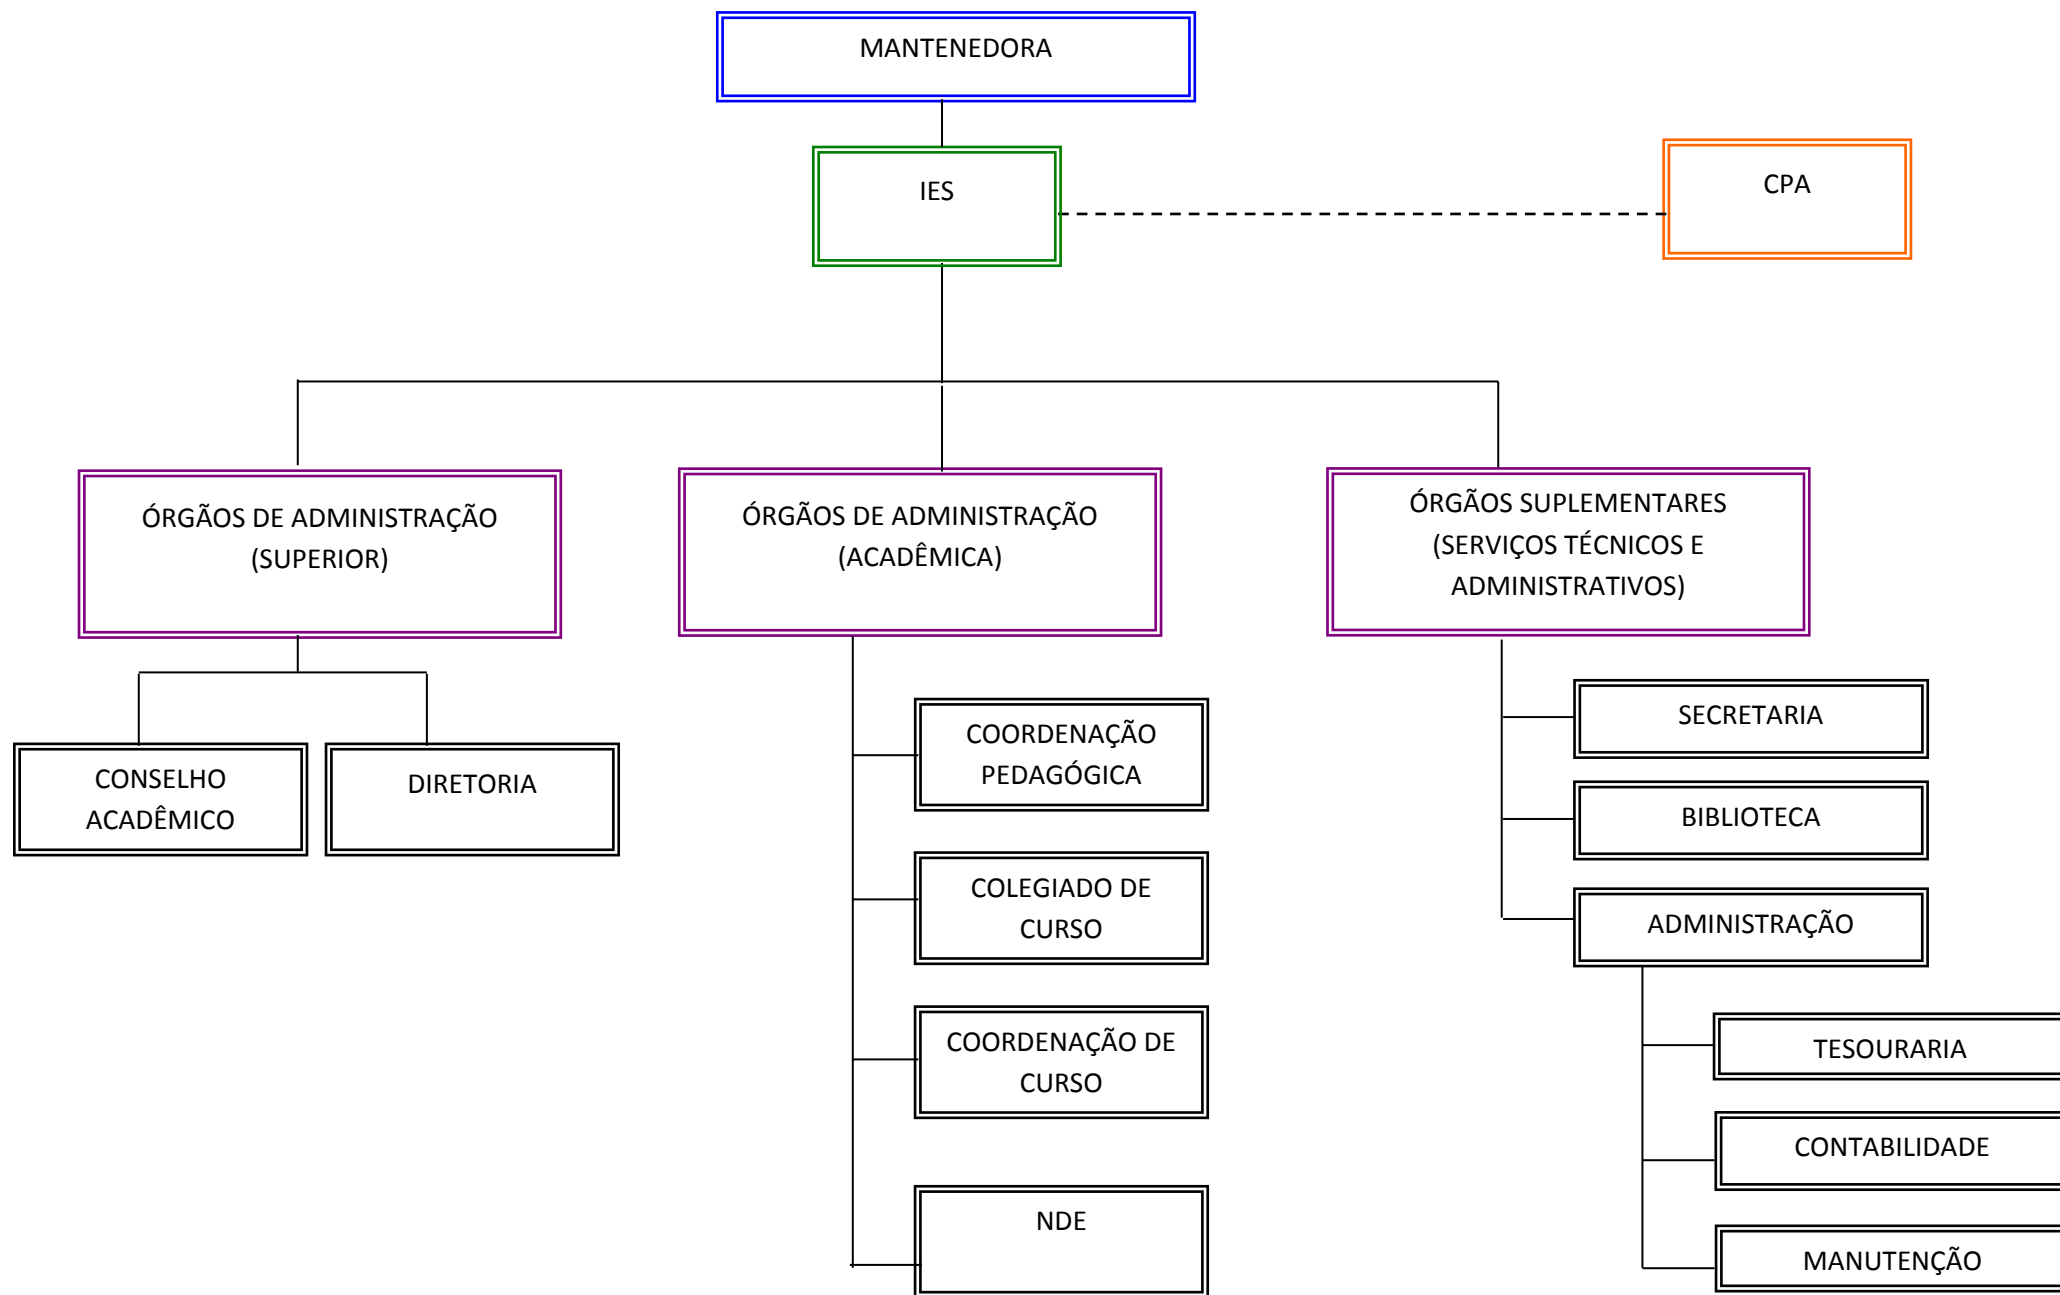 MANTENEDORA
IES
CPA
ÓRGÃOS DE ADMINISTRAÇÃO
(SUPERIOR)
ÓRGÃOS DE ADMINISTRAÇÃO
(ACADÊMICA)
ÓRGÃOS SUPLEMENTARES
(SERVIÇOS TÉCNICOS E
ADMINISTRATIVOS)
CONSELHO
ACADÊMICO
DIRETORIA
COORDENAÇÃO
PEDAGÓGICA
COLEGIADO DE
CURSO
COORDENAÇÃO DE
CURSO
NDE
SECRETARIA
BIBLIOTECA
ADMINISTRAÇÃO
TESOURARIA
CONTABILIDADE
MANUTENÇÃO